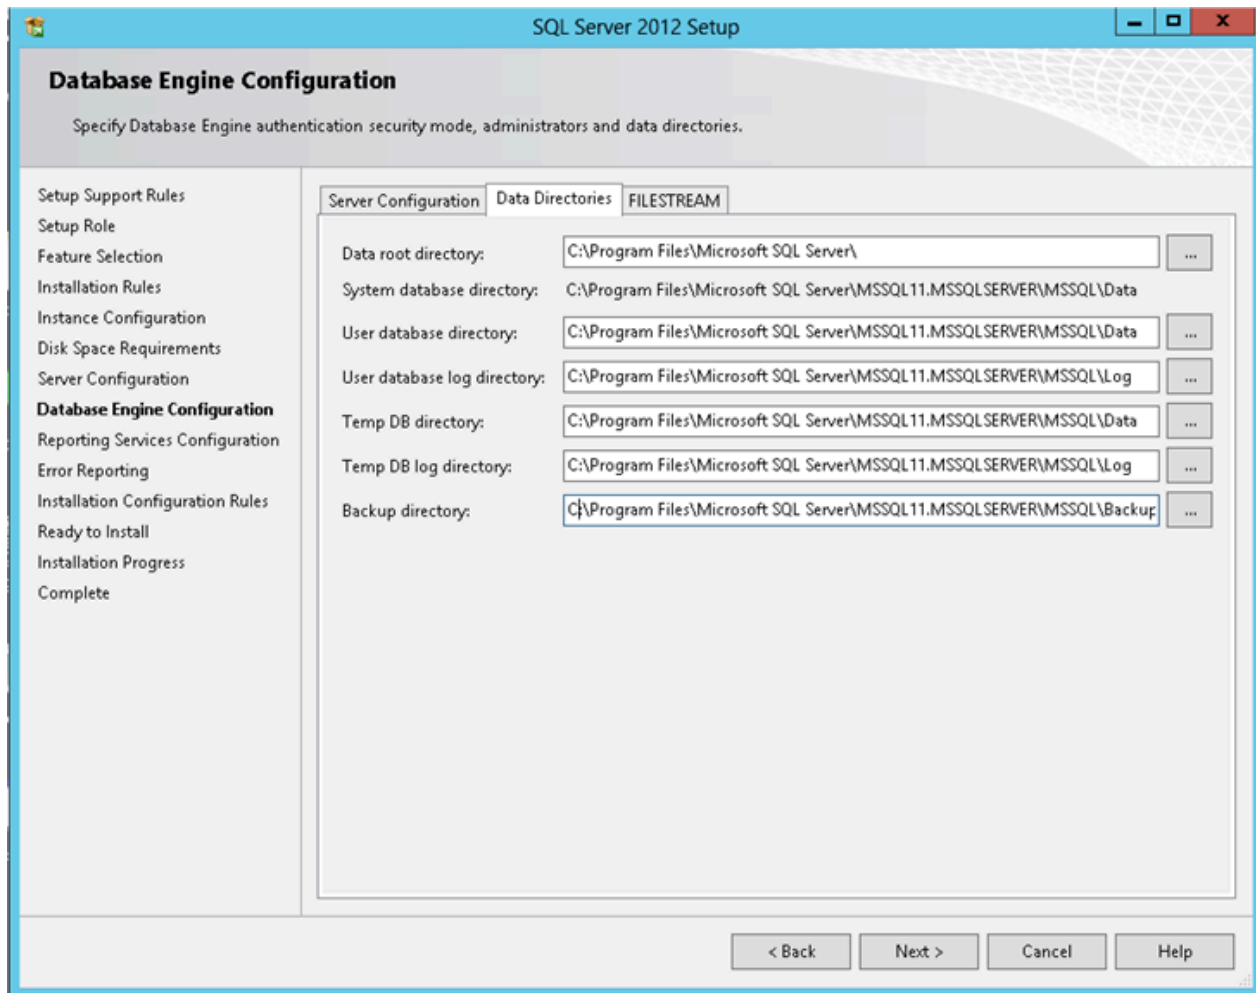 SQL Server 2012 Setup
Database Engine Configuration
Specify Database Engine authentication security mode, administrators and data directories.
Setup Support Rules
Setup Role
Feature Selection
Installation Rules
Instance Configuration
Disk Space Requirements
Server Configuration
Database Engine Configuration
Reporting Services Configuration
Error Reporting
Installation Configuration Rules
Ready to Install
Installation Progress
Complete
Server Configuration Data Directories FILESTREAM
Data root directory: C:\Program Files\Microsoft SQL Server\ ...
System database directory: C:\Program Files\Microsoft SQL Server\MSSQL11.MSSQLSERVER\MSSQL\Data
User database directory: C:\Program Files\Microsoft SQL Server\MSSQL11.MSSQLSERVER\MSSQL\Data ...
User database log directory: C:\Program Files\Microsoft SQL Server\MSSQL11.MSSQLSERVER\MSSQL\Log ...
Temp DB directory: C:\Program Files\Microsoft SQL Server\MSSQL11.MSSQLSERVER\MSSQL\Data ...
Temp DB log directory: C:\Program Files\Microsoft SQL Server\MSSQL11.MSSQLSERVER\MSSQL\Log ...
Backup directory: C:\Program Files\Microsoft SQL Server\MSSQL11.MSSQLSERVER\MSSQL\Backup ...
< Back Next > Cancel Help